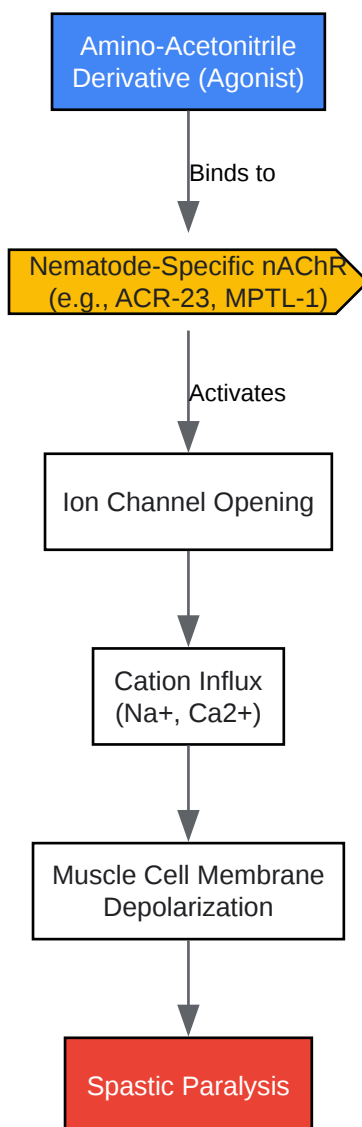 Amino-Acetonitrile
Derivative (Agonist)
Binds to
Nematode-Specific nAChR
(e.g., ACR-23, MPTL-1)
Activates
Ion Channel Opening
Cation Influx
(Na+, Ca2+)
Muscle Cell Membrane
Depolarization
Spastic Paralysis